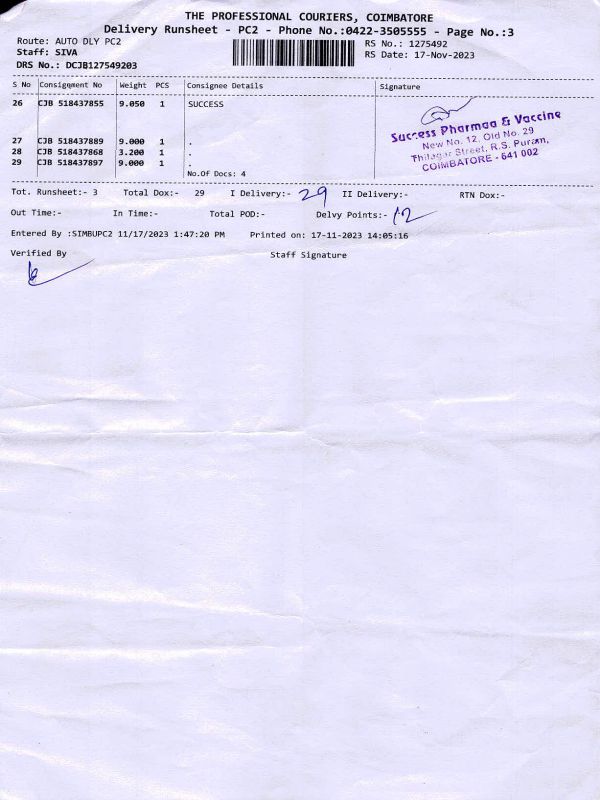 THE PROFESSIONAL COURIERS, COIMBATORE
Delivery Runsheet - PC2 - Phone No.:0422-3505555 - Page No.:3
Route: AUTO DLY PC2
RS No.: 1275492
Staff: SIVA
RS Date: 17-Nov-2023
DRS No.: DCJB127549203
S No Consignment No Weight PCS Consignee Details Signature
26 CJB 518437855 9.050 1 SUCCESS
Success Pharmaa & Vaccine
New No. 12, Old No. 29
Thilagar Street, R.S. Puram,
COIMBATORE - 641 002
27 CJB 518437889 9.000 1 .
28 CJB 518437868 3.200 1 .
29 CJB 518437897 9.000 1 .
No.Of Docs: 4
Tot. Runsheet:- 3 Total Dox:- 29 I Delivery:- 29 II Delivery:- RTN Dox:-
Out Time:- In Time:- Total POD:- Delvy Points:- 12
Entered By :SIMBUPC2 11/17/2023 1:47:20 PM Printed on: 17-11-2023 14:05:16
Verified By Staff Signature